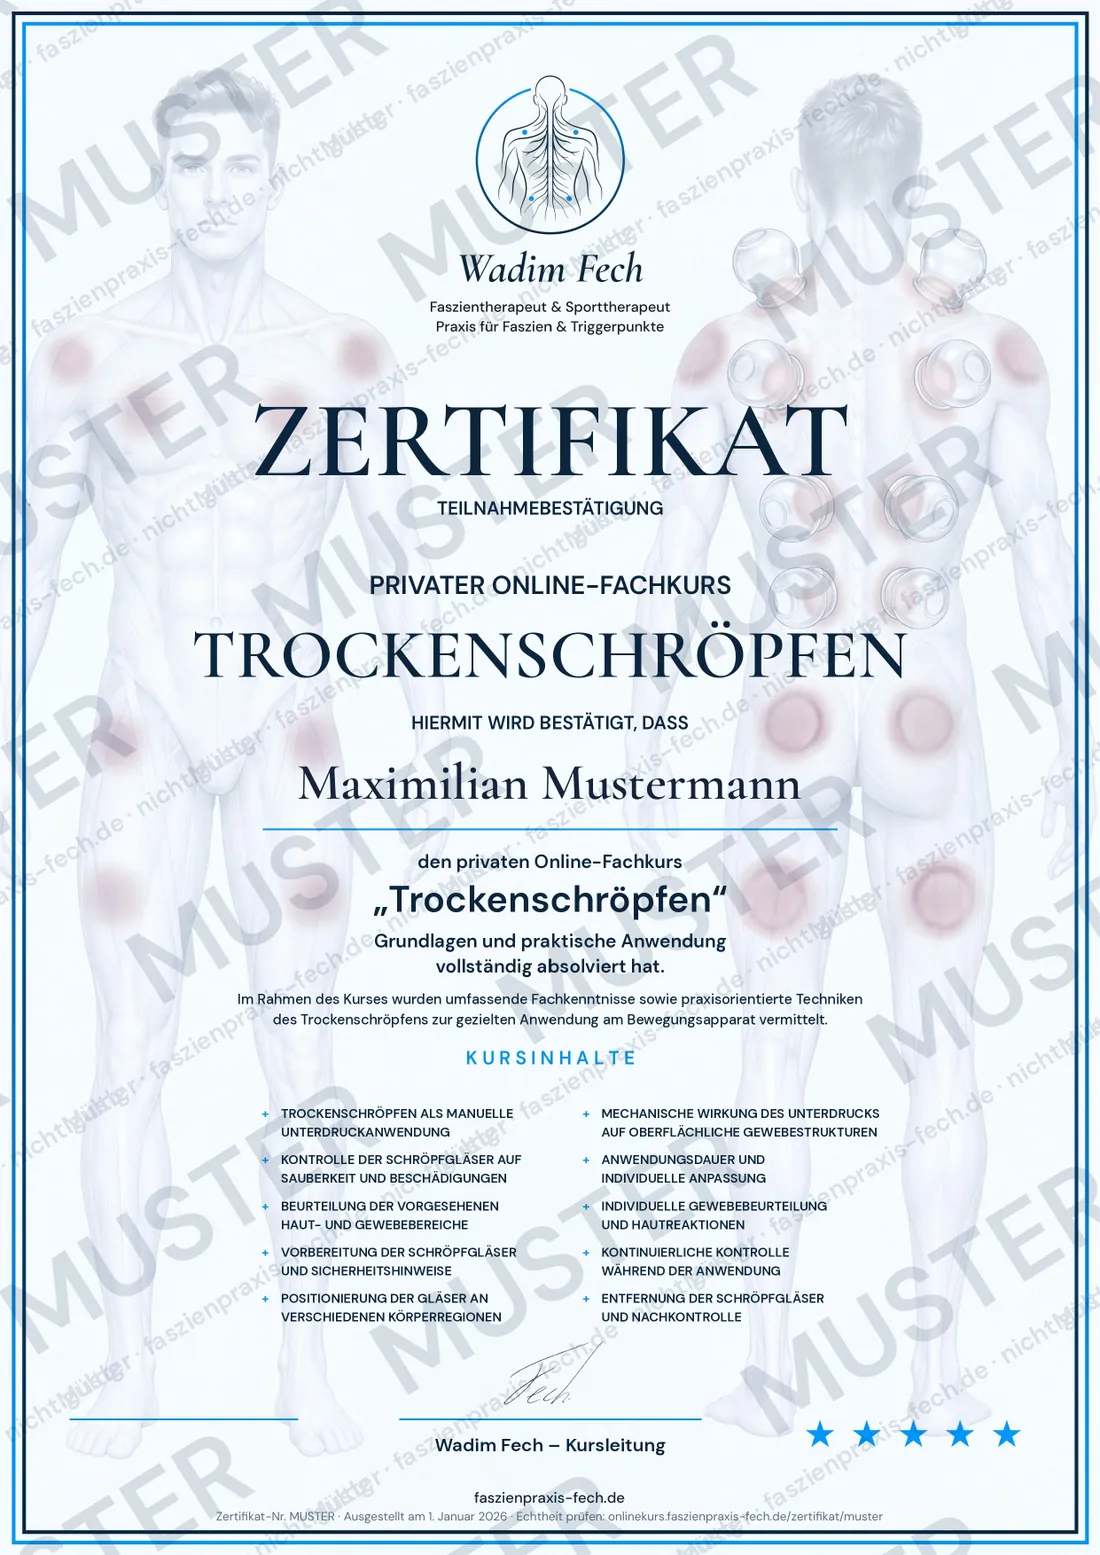 Wadim Fech
Faszientherapeut & Sporttherapeut
Praxis für Faszien & Triggerpunkte
ZERTIFIKAT
TEILNAHMEBESTÄTIGUNG
PRIVATER ONLINE-FACHKURS
TROCKENSCHRÖPFEN
HIERMIT WIRD BESTÄTIGT, DASS
Maximilian Mustermann
den privaten Online-Fachkurs
„Trockenschröpfen“
Grundlagen und praktische Anwendung
vollständig absolviert hat.
Im Rahmen des Kurses wurden umfassende Fachkenntnisse sowie praxisorientierte Techniken
des Trockenschröpfens zur gezielten Anwendung am Bewegungsapparat vermittelt.
KURSINHALTE
+ TROCKENSCHRÖPFEN ALS MANUELLE
UNTERDRUCKANWENDUNG
+ KONTROLLE DER SCHRÖPFGLÄSER AUF
SAUBERKEIT UND BESCHÄDIGUNGEN
+ BEURTEILUNG DER VORGESEHENEN
HAUT- UND GEWEBEBEREICHE
+ VORBEREITUNG DER SCHRÖPFGLÄSER
UND SICHERHEITSHINWEISE
+ POSITIONIERUNG DER GLÄSER AN
VERSCHIEDENEN KÖRPERREGIONEN
+ MECHANISCHE WIRKUNG DES UNTERDRUCKS
AUF OBERFLÄCHLICHE GEWEBESTRUKTUREN
+ ANWENDUNGSDAUER UND
INDIVIDUELLE ANPASSUNG
+ INDIVIDUELLE GEWEBEBEURTEILUNG
UND HAUTREAKTIONEN
+ KONTINUIERLICHE KONTROLLE
WÄHREND DER ANWENDUNG
+ ENTFERNUNG DER SCHRÖPFGLÄSER
UND NACHKONTROLLE
Fech
Wadim Fech – Kursleitung
faszienpraxis-fech.de
Zertifikat-Nr. MUSTER · Ausgestellt am 1. Januar 2026 · Echtheit prüfen: onlinekurs.faszienpraxis-fech.de/zertifikat/muster
MUSTER